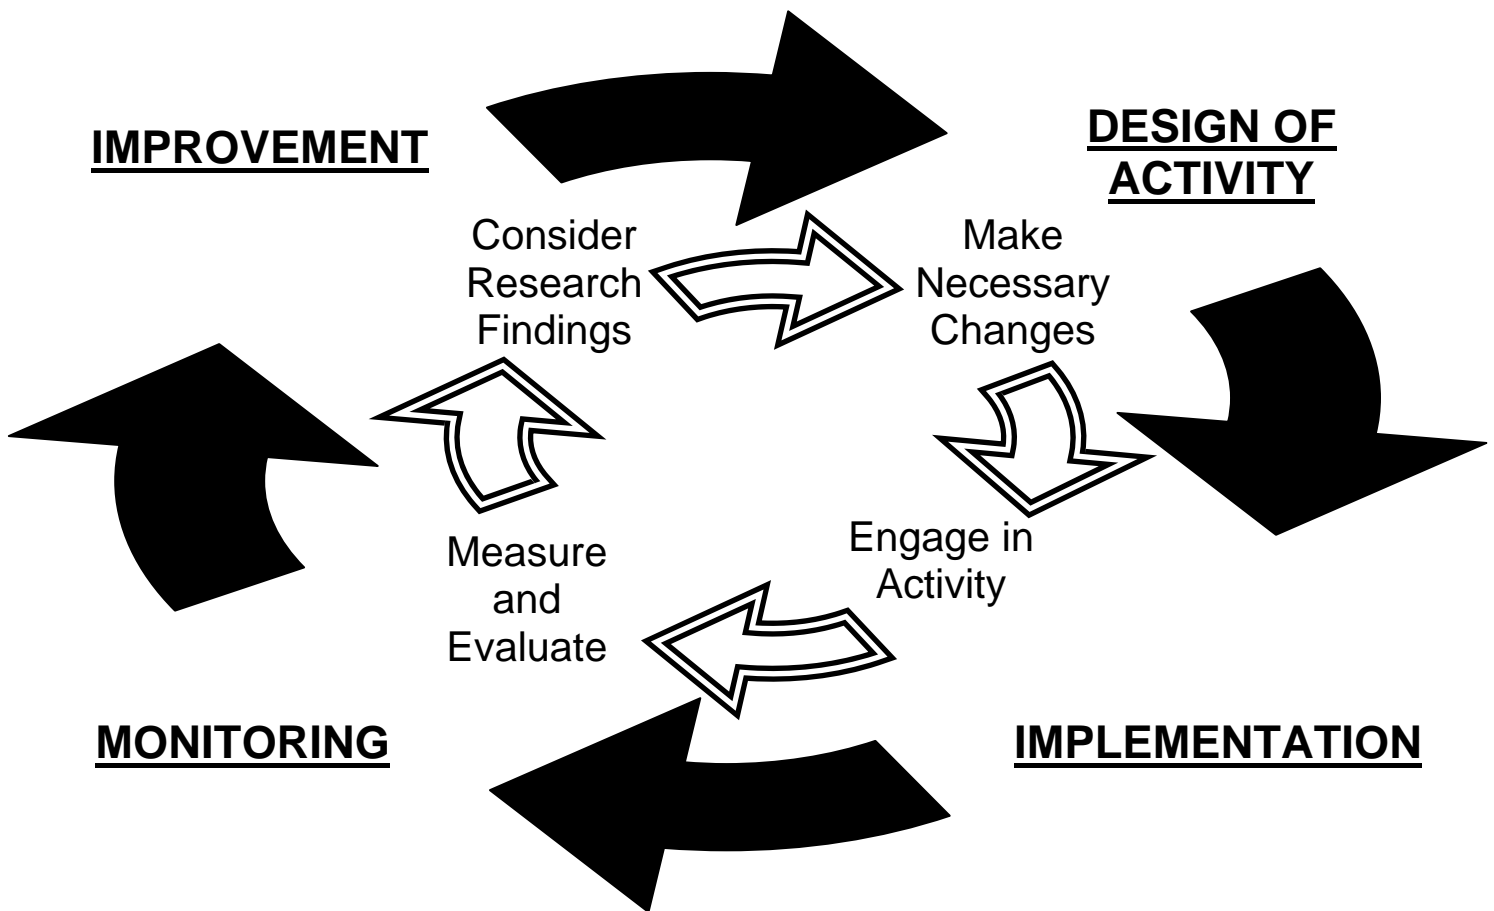 IMPROVEMENT
DESIGN OF
ACTIVITY
Consider
Research
Findings
Make
Necessary
Changes
Engage in
Activity
Measure
and
Evaluate
MONITORING
IMPLEMENTATION